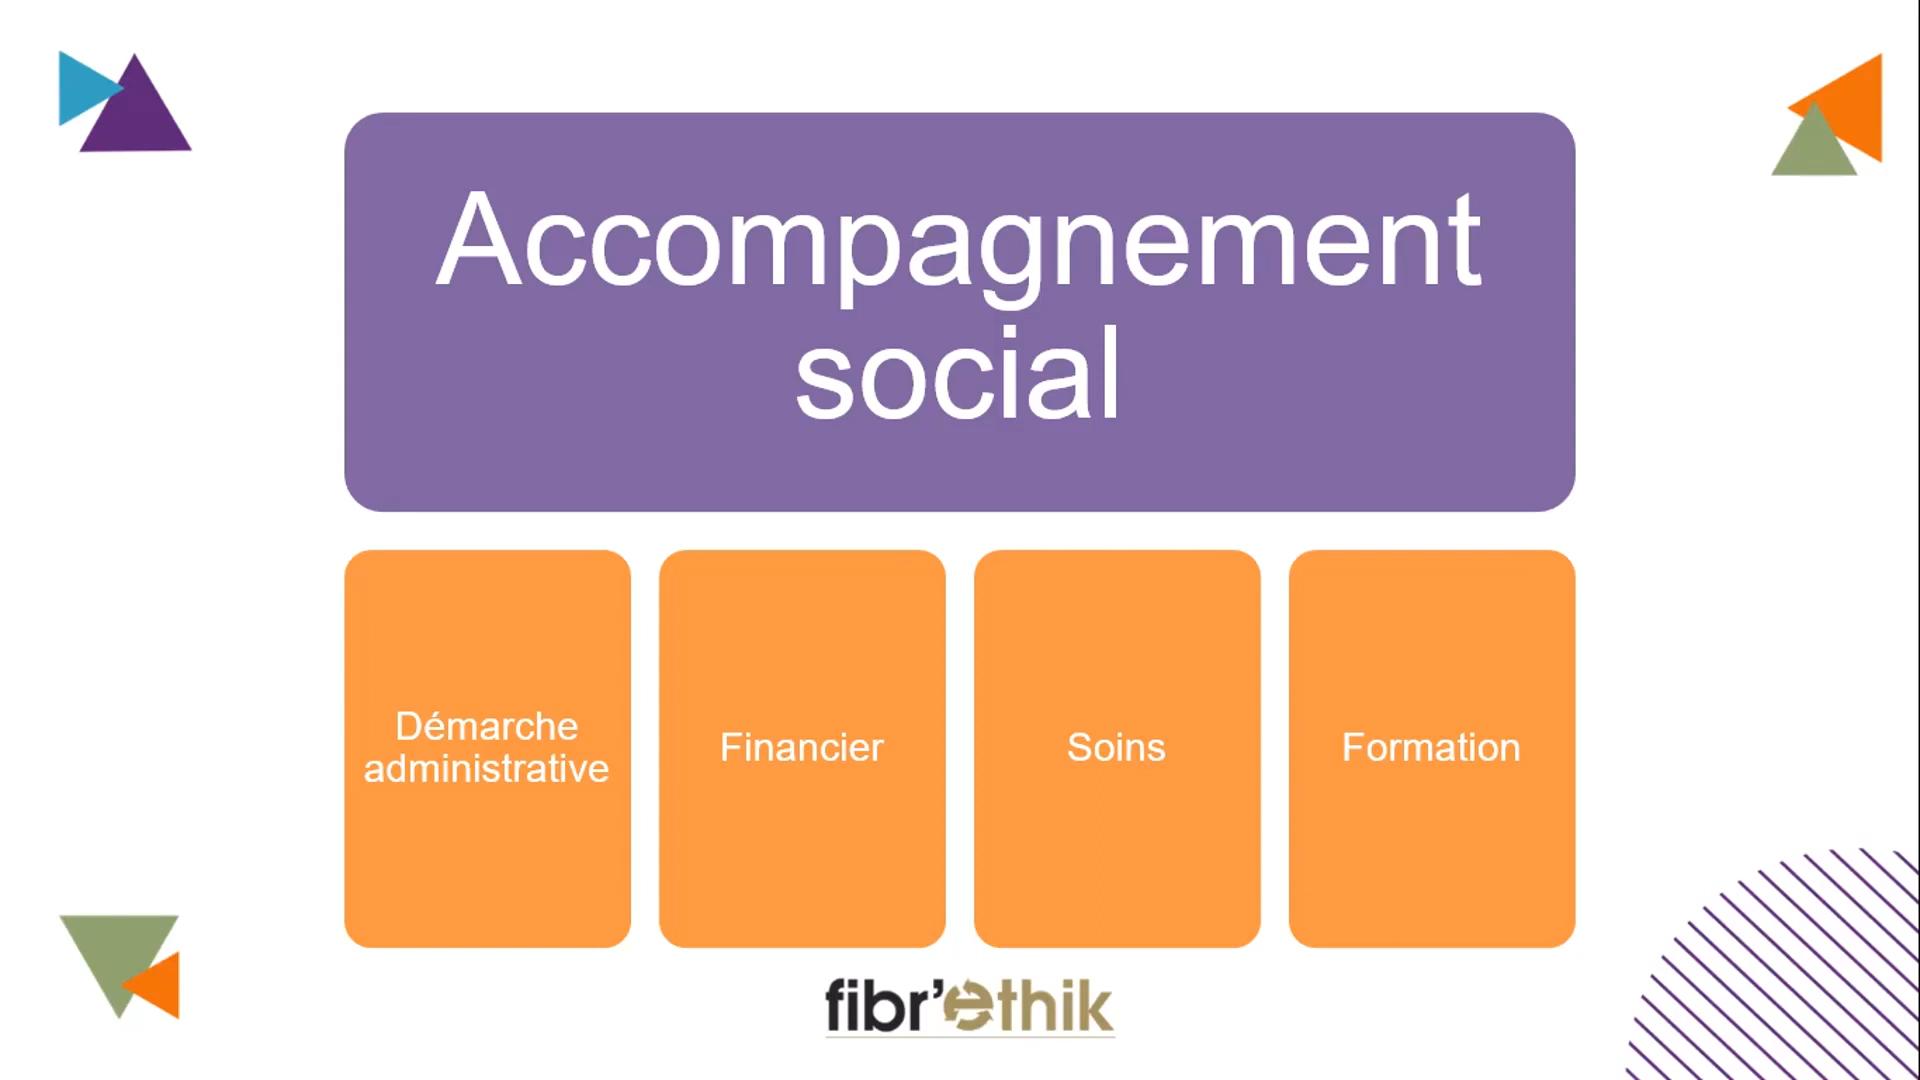 Accompagnement
social
Démarche
administrative
Financier
Soins
Formation
fibr'ethik